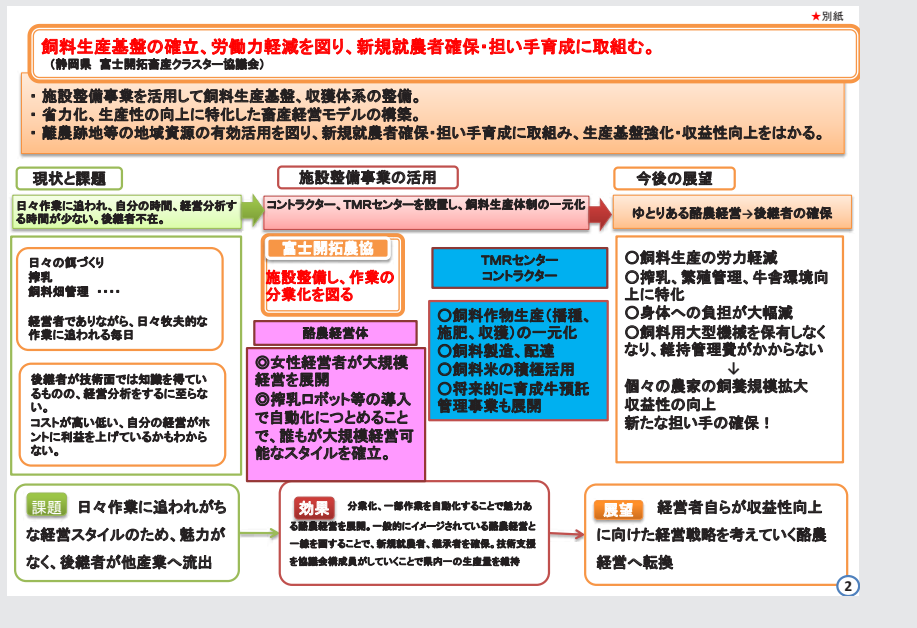 ★別紙
飼料生産基盤の確立、労働力軽減を図り、新規就農者確保・担い手育成に取組む。
（静岡県　富士開拓畜産クラスター協議会）
・ 施設整備事業を活用して飼料生産基盤、収穫体系の整備。
・ 省力化、生産性の向上に特化した畜産経営モデルの構築。
・ 離農跡地等の地域資源の有効活用を図り、新規就農者確保・担い手育成に取組み、生産基盤強化・収益性向上をはかる。
現状と課題
日々作業に追われ、自分の時間、経営分析す
る時間が少ない。後継者不在。
日々の餌づくり
搾乳
飼料畑管理 ‥‥
経営者でありながら、日々牧夫的な
作業に追われる毎日
後継者が技術面では知識を得てい
るものの、経営分析をするに至らな
い。
コストが高い低い、自分の経営がホ
ントに利益を上げているかもわから
ない。
施設整備事業の活用
コントラクター、TMRセンターを設置し、飼料生産体制の一元化
富士開拓農協
施設整備し、作業の
分業化を図る
酪農経営体
◎女性経営者が大規模
経営を展開
◎搾乳ロボット等の導入
で自動化につとめること
で、誰もが大規模経営可
能なスタイルを確立。
TMRセンター
コントラクター
〇飼料作物生産（播種、
施肥、収穫）の一元化
〇飼料製造、配達
〇飼料米の積極活用
〇将来的に育成牛預託
管理事業も展開
今後の展望
ゆとりある酪農経営→後継者の確保
〇飼料生産の労力軽減
〇搾乳、繁殖管理、牛舎環境向
上に特化
〇身体への負担が大幅減
〇飼料用大型機械を保有しなく
なり、維持管理費がかからない
↓
個々の農家の飼養規模拡大
収益性の向上
新たな担い手の確保！
課題　日々作業に追われがち
な経営スタイルのため、魅力が
なく、後継者が他産業へ流出
効果　分業化、一部作業を自動化することで魅力あ
る酪農経営を展開。一般的にイメージされている酪農経営と
一線を画することで、新規就農者、継承者を確保。技術支援
を協議会構成員がしていくことで県内一の生産量を維持
展望　経営者自らが収益性向上
に向けた経営戦略を考えていく酪農
経営へ転換
2